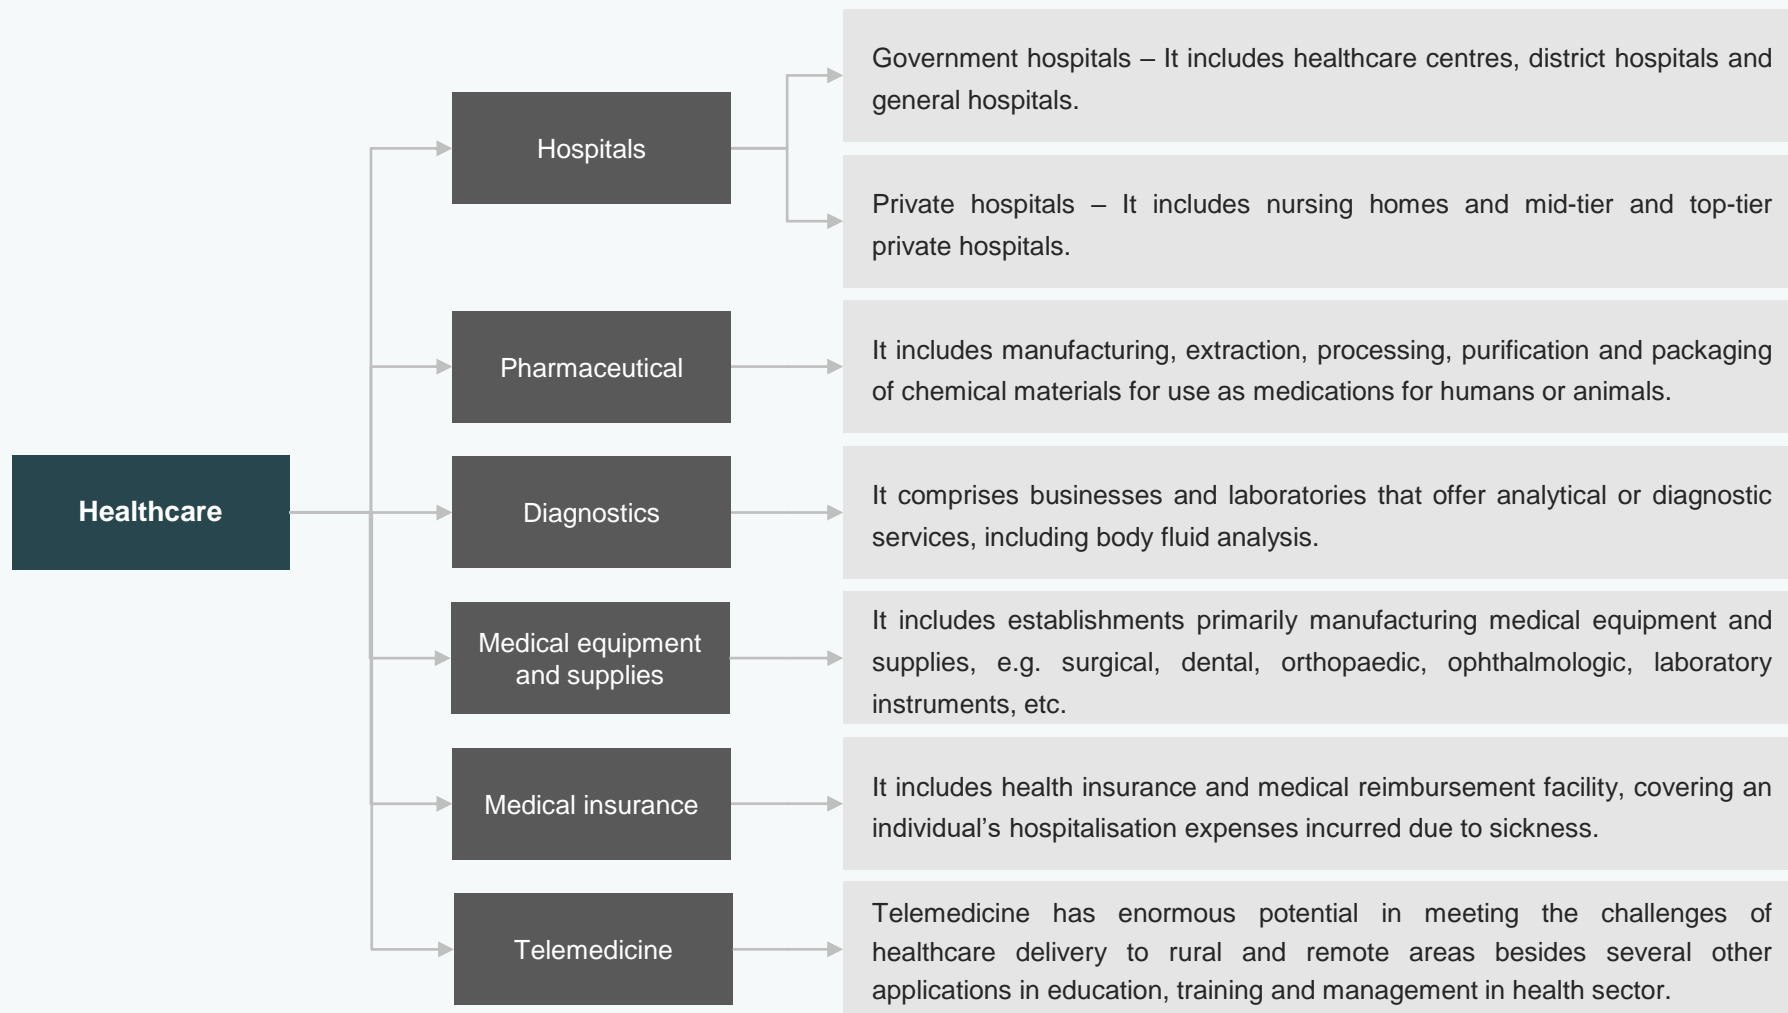 Healthcare
Hospitals
Government hospitals – It includes healthcare centres, district hospitals and
general hospitals.
Private hospitals – It includes nursing homes and mid-tier and top-tier
private hospitals.
Pharmaceutical
It includes manufacturing, extraction, processing, purification and packaging
of chemical materials for use as medications for humans or animals.
Diagnostics
It comprises businesses and laboratories that offer analytical or diagnostic
services, including body fluid analysis.
Medical equipment
and supplies
It includes establishments primarily manufacturing medical equipment and
supplies, e.g. surgical, dental, orthopaedic, ophthalmologic, laboratory
instruments, etc.
Medical insurance
It includes health insurance and medical reimbursement facility, covering an
individual’s hospitalisation expenses incurred due to sickness.
Telemedicine
Telemedicine has enormous potential in meeting the challenges of
healthcare delivery to rural and remote areas besides several other
applications in education, training and management in health sector.